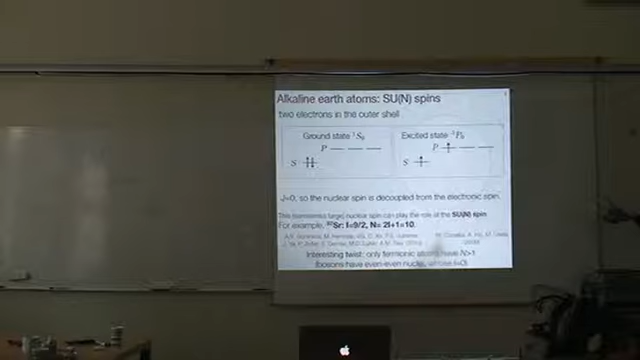 Alkaline earth atoms: SU(N) spins
two electrons in the outer shell
Ground state ¹S₀
Excited state ³P₀
P
P
S
S
J=0, so the nuclear spin is decoupled from the electronic spin.
This (sometimes large) nuclear spin can play the role of the SU(N) spin
For example, ⁸⁷Sr: I=9/2, N= 2I+1=10.
Interesting twist: only fermionic atoms have N>1
(bosons have even-even nuclei, whose I=0)